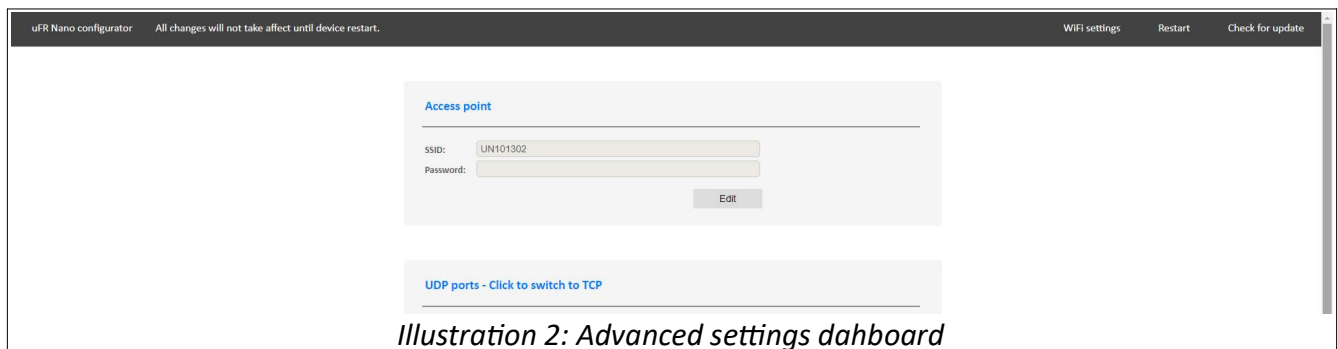 uFR Nano configurator All changes will not take affect until device restart. WiFi settings Restart Check for update
Access point
SSID: UN101302
Password:
Edit
UDP ports - Click to switch to TCP
Illustration 2: Advanced settings dahboard